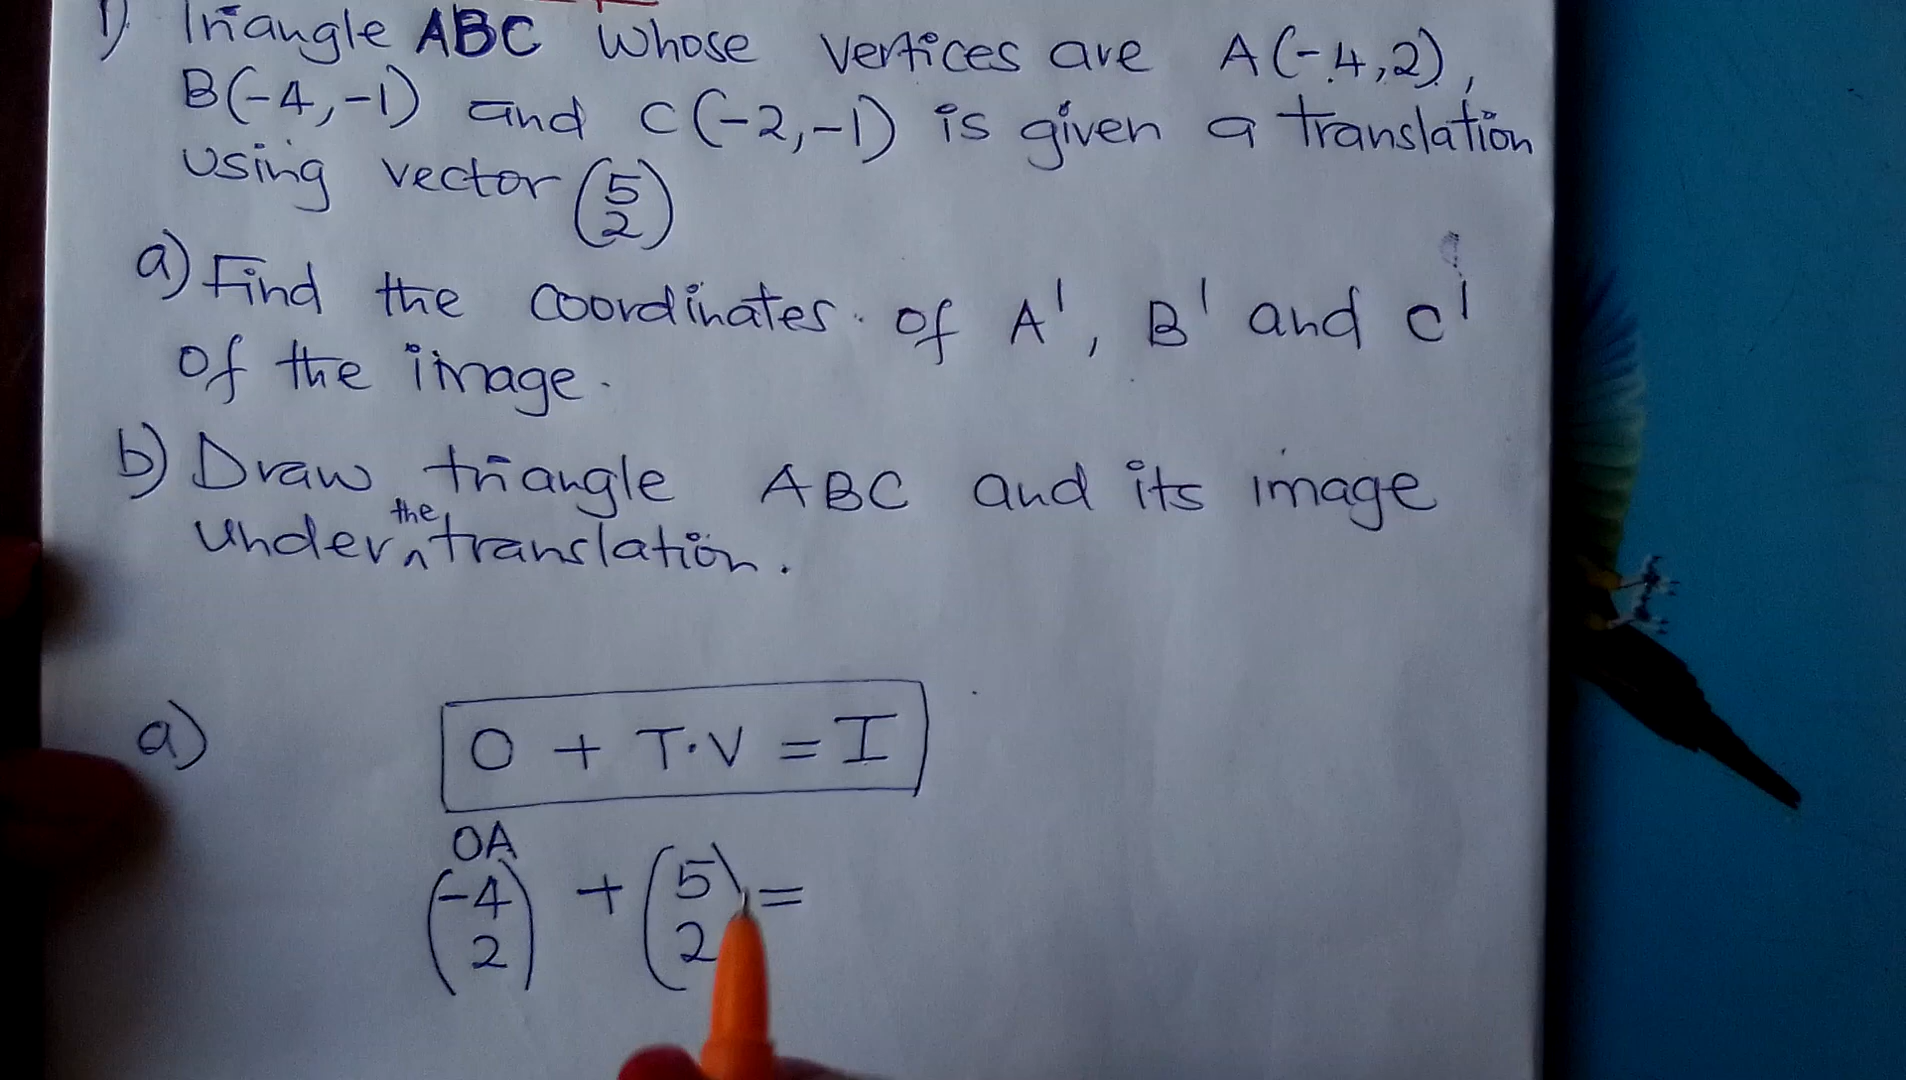 1) Triangle ABC whose vertices are A(-4,2),
B(-4,-1) and C(-2,-1) is given a translation
using vector (5
2)
a) Find the coordinates of A', B' and C'
of the image.
b) Draw triangle ABC and its image
under the translation.
a) O + T.V = I
OA
(-4
2) + (5
2) =